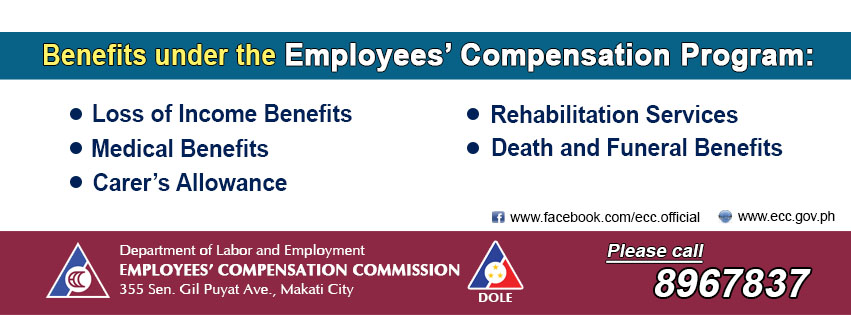 Benefits under the Employees’ Compensation Program:
• Loss of Income Benefits
• Medical Benefits
• Carer’s Allowance
• Rehabilitation Services
• Death and Funeral Benefits
www.facebook.com/ecc.official
www.ecc.gov.ph
ECC
Department of Labor and Employment
EMPLOYEES’ COMPENSATION COMMISSION
355 Sen. Gil Puyat Ave., Makati City
DOLE
Please call
8967837